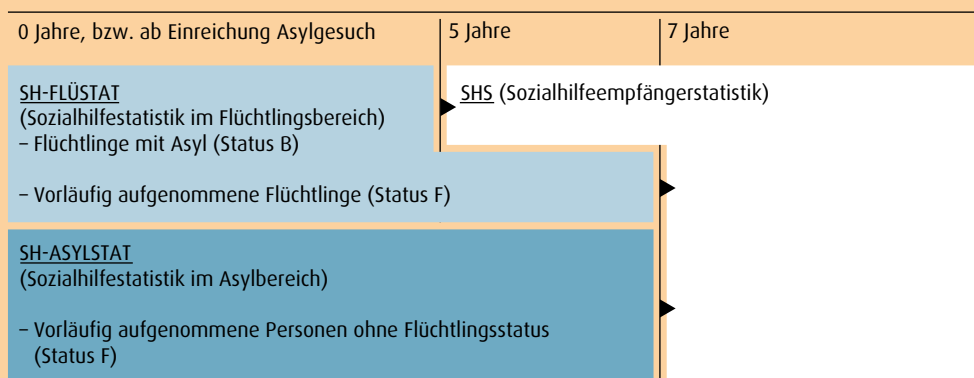 0 Jahre, bzw. ab Einreichung Asylgesuch
5 Jahre
7 Jahre
SH-FLÜSTAT
(Sozialhilfestatistik im Flüchtlingsbereich)
– Flüchtlinge mit Asyl (Status B)
– Vorläufig aufgenommene Flüchtlinge (Status F)
SHS (Sozialhilfeempfängerstatistik)
SH-ASYLSTAT
(Sozialhilfestatistik im Asylbereich)
– Vorläufig aufgenommene Personen ohne Flüchtlingsstatus
(Status F)